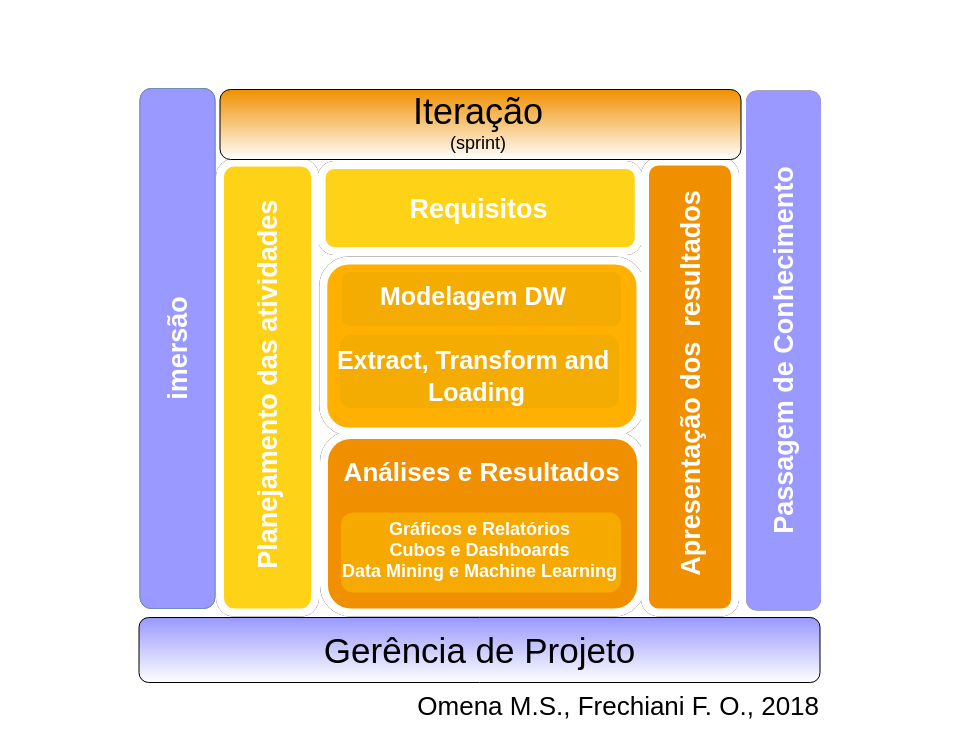 Iteração
(sprint)
imersão
Planejamento das atividades
Requisitos
Modelagem DW
Extract, Transform and
Loading
Análises e Resultados
Gráficos e Relatórios
Cubos e Dashboards
Data Mining e Machine Learning
Apresentação dos resultados
Passagem de Conhecimento
Gerência de Projeto
Omena M.S., Frechiani F. O., 2018